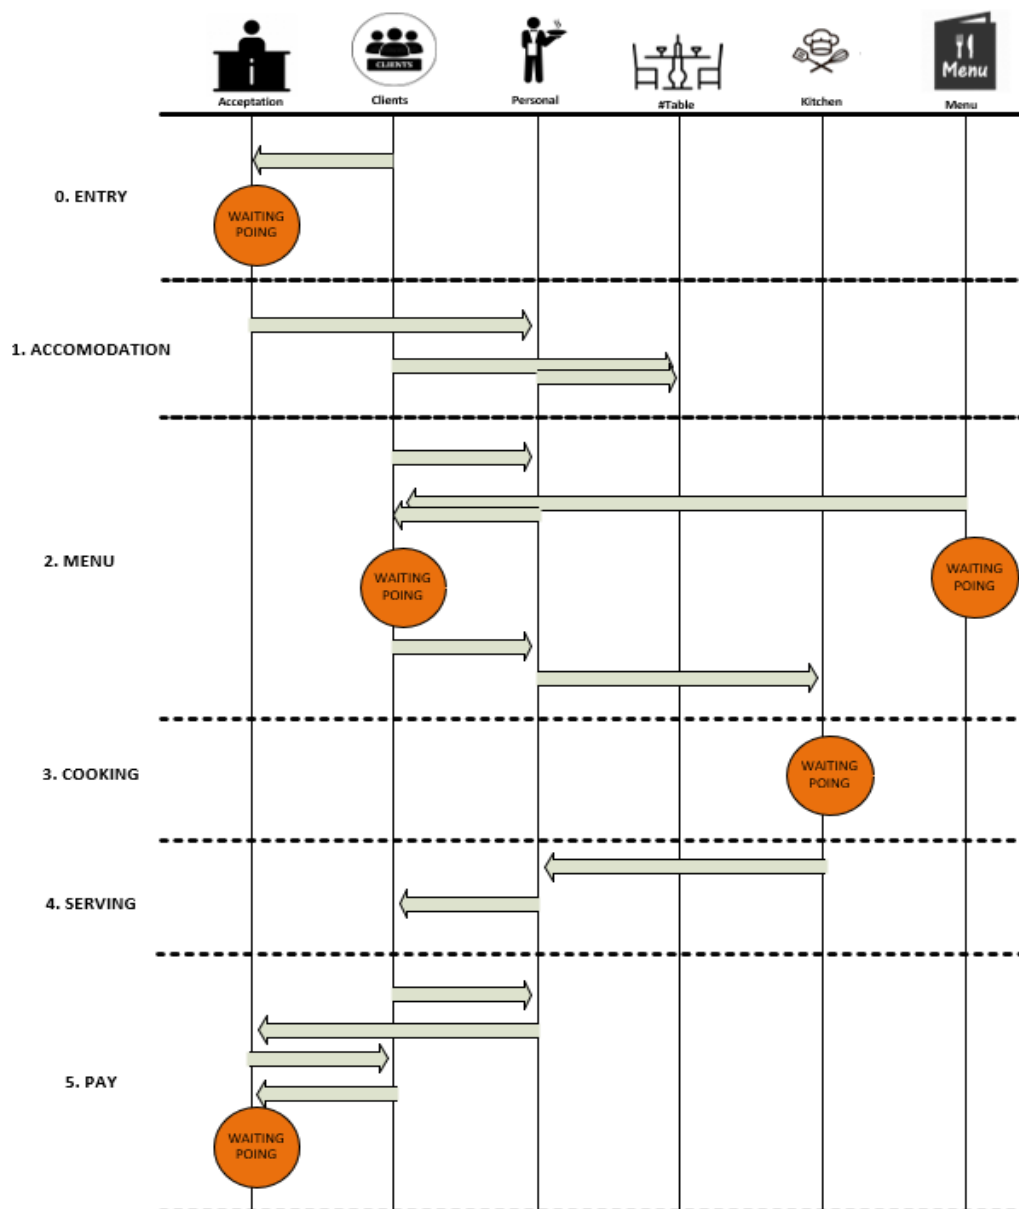 i
CLIENTS
Menu
Acceptation
Clients
Personal
#Table
Kitchen
Menu
0. ENTRY
WAITING
POING
1. ACCOMODATION
2. MENU
WAITING
POING
WAITING
POING
3. COOKING
WAITING
POING
4. SERVING
5. PAY
WAITING
POING